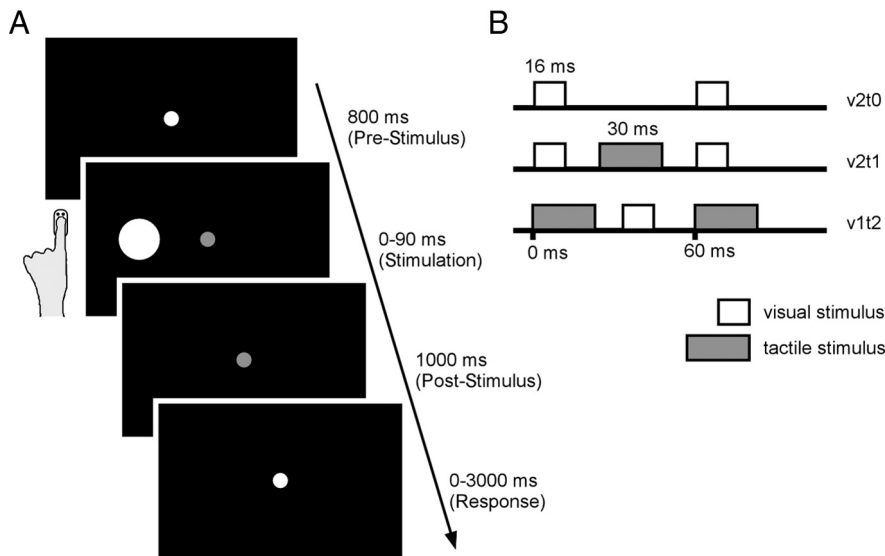 A
800 ms
(Pre-Stimulus)
0-90 ms
(Stimulation)
1000 ms
(Post-Stimulus)
0-3000 ms
(Response)
B
16 ms
v2t0
30 ms
v2t1
v1t2
0 ms
60 ms
visual stimulus
tactile stimulus